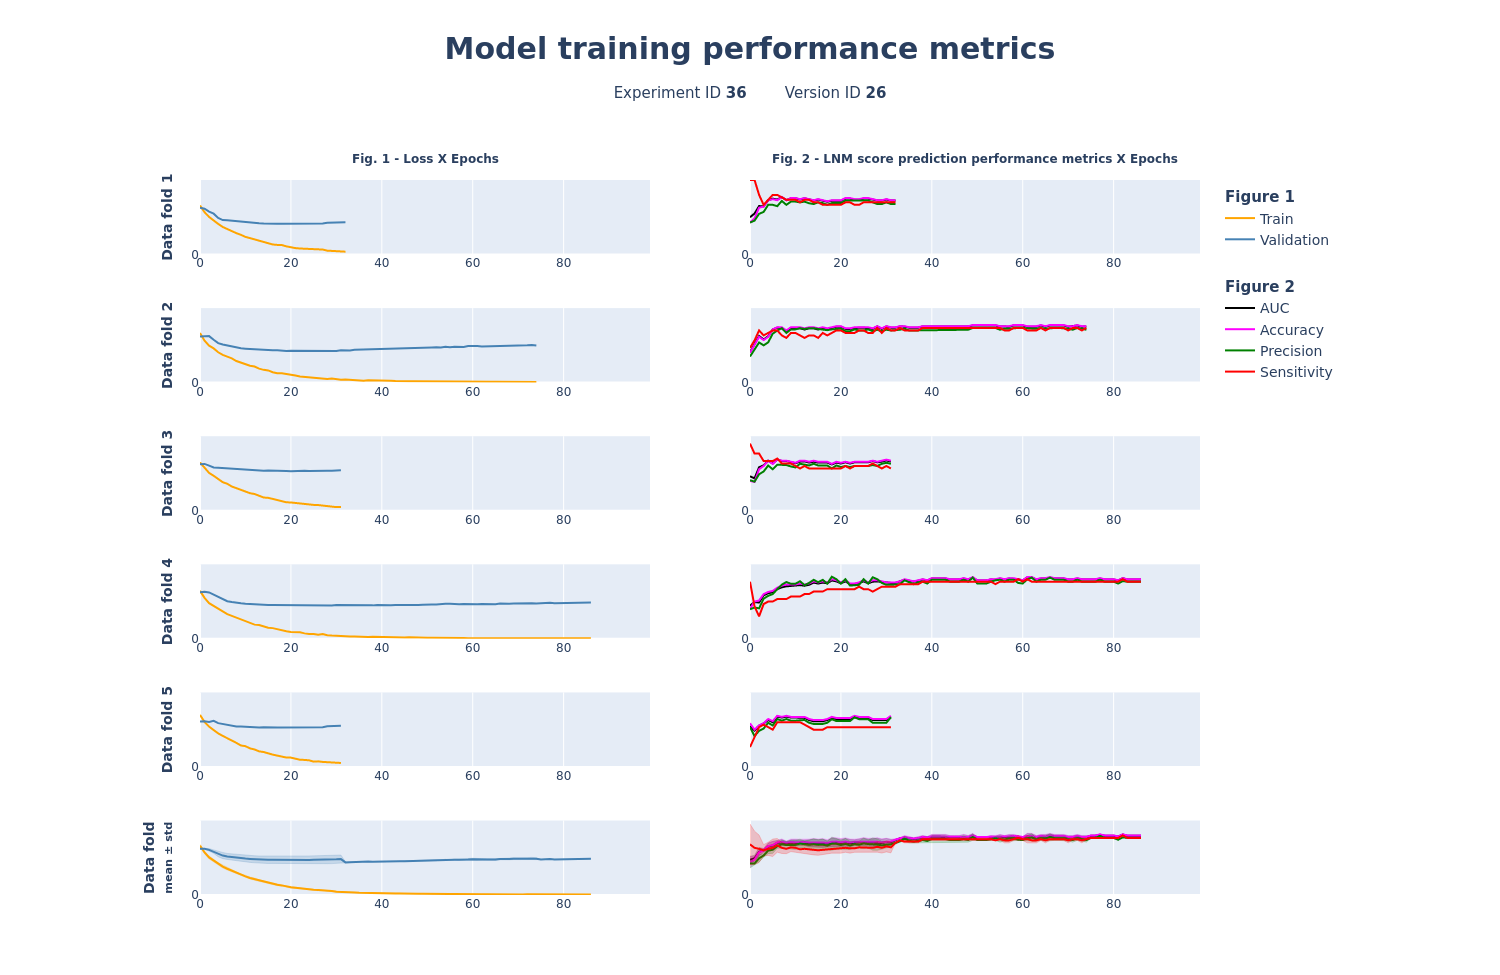 Model training performance metrics
Experiment ID 36 Version ID 26
Fig. 1 - Loss X Epochs
Fig. 2 - LNM score prediction performance metrics X Epochs
Data fold 1
0
0 20 40 60 80
0
0 20 40 60 80
Figure 1
Train
Validation
Figure 2
AUC
Accuracy
Precision
Sensitivity
Data fold 2
0
0 20 40 60 80
0
0 20 40 60 80
Data fold 3
0
0 20 40 60 80
0
0 20 40 60 80
Data fold 4
0
0 20 40 60 80
0
0 20 40 60 80
Data fold 5
0
0 20 40 60 80
0
0 20 40 60 80
Data fold
mean ± std
0
0 20 40 60 80
0
0 20 40 60 80